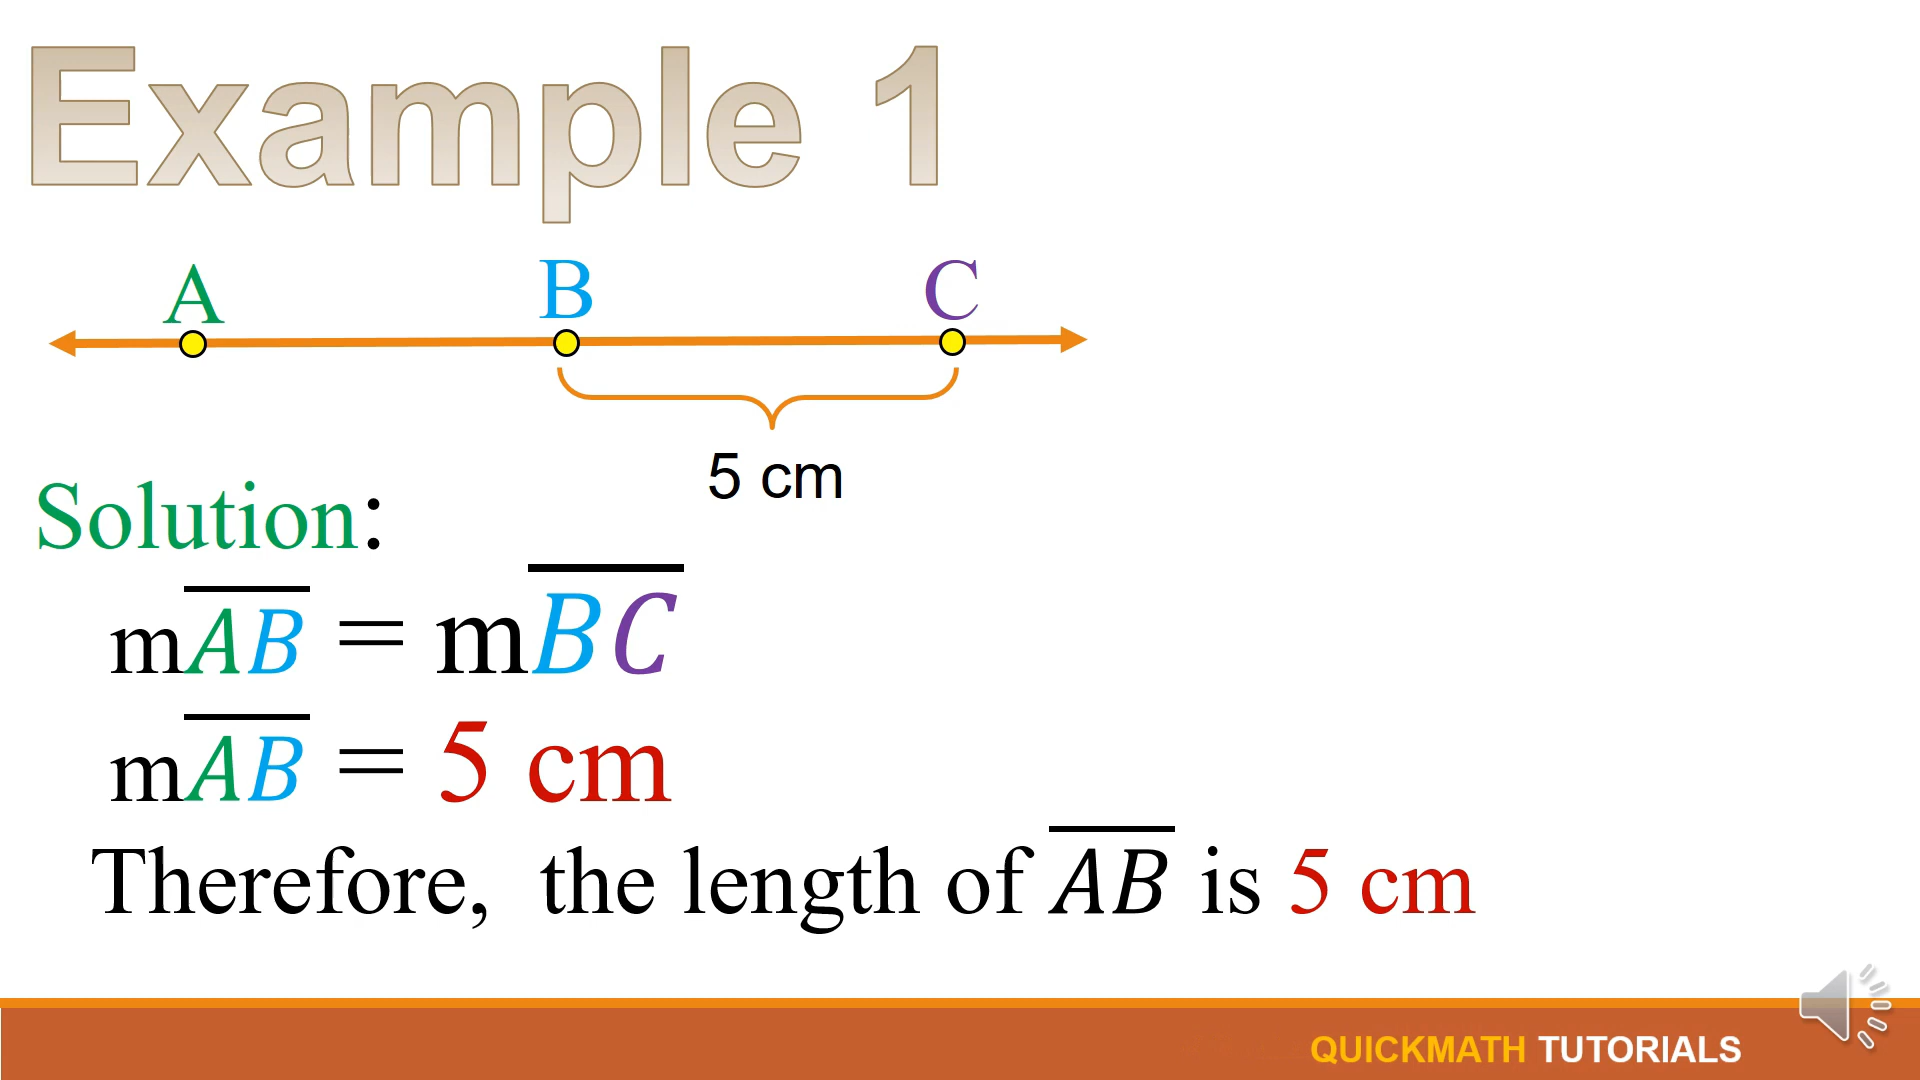 Example 1
A B C
5 cm
Solution:
m𝐴𝐵̅ = m𝐵𝐶̅
m𝐴𝐵̅ = 5 cm
Therefore, the length of 𝐴𝐵̅ is 5 cm
QUICKMATH TUTORIALS